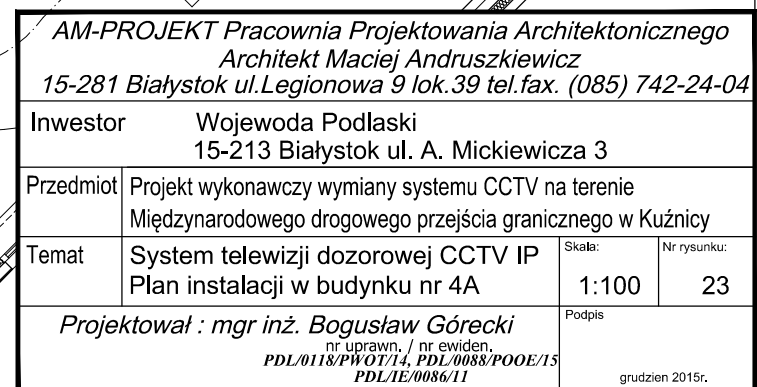 AM-PROJEKT Pracownia Projektowania Architektonicznego
Architekt Maciej Andruszkiewicz
15-281 Białystok ul.Legionowa 9 lok.39 tel.fax. (085) 742-24-04
Inwestor Wojewoda Podlaski
15-213 Białystok ul. A. Mickiewicza 3
Przedmiot Projekt wykonawczy wymiany systemu CCTV na terenie
Międzynarodowego drogowego przejścia granicznego w Kuźnicy
Temat System telewizji dozorowej CCTV IP
Plan instalacji w budynku nr 4A
Skala:
1:100
Nr rysunku:
23
Projektował : mgr inż. Bogusław Górecki
nr uprawn. / nr ewiden.
PDL/0118/PWOT/14, PDL/0088/POOE/15
PDL/IE/0086/11
Podpis
grudzien 2015r.